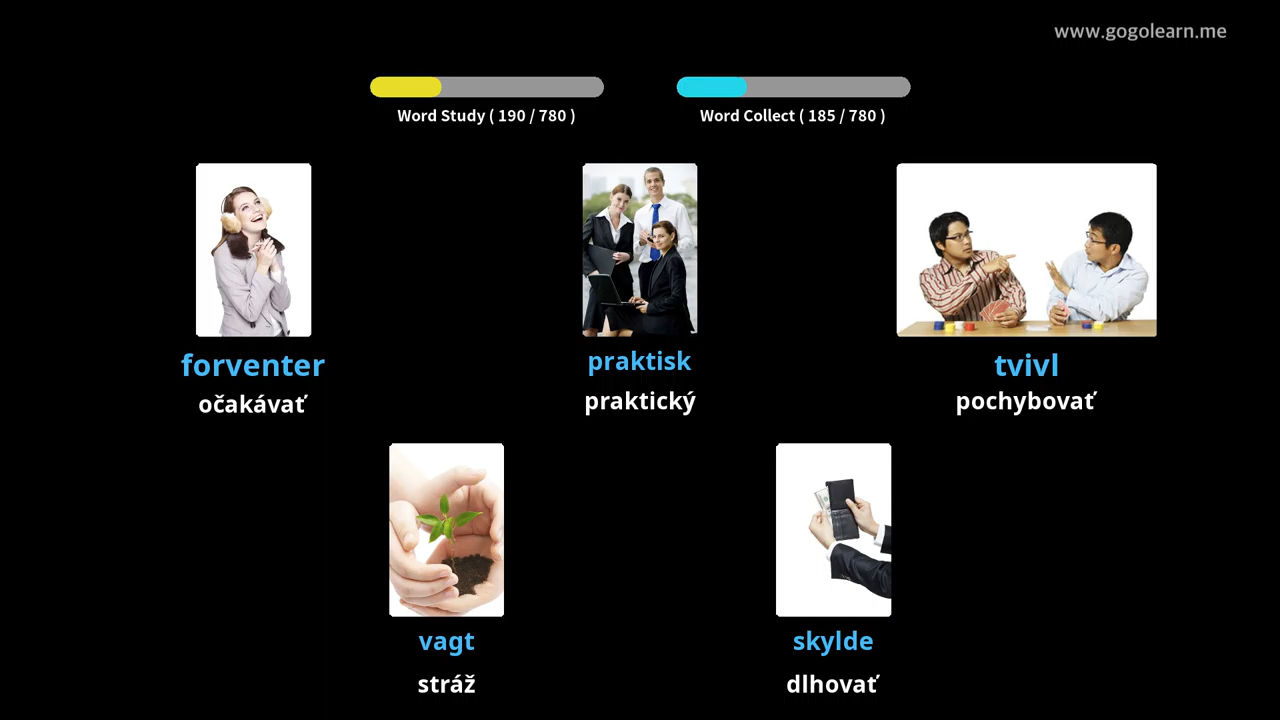 www.gogolearn.me
Word Study ( 190 / 780 )
Word Collect ( 185 / 780 )
forventer
očakávať
praktisk
praktický
tvivl
pochybovať
vagt
stráž
skylde
dlhovať